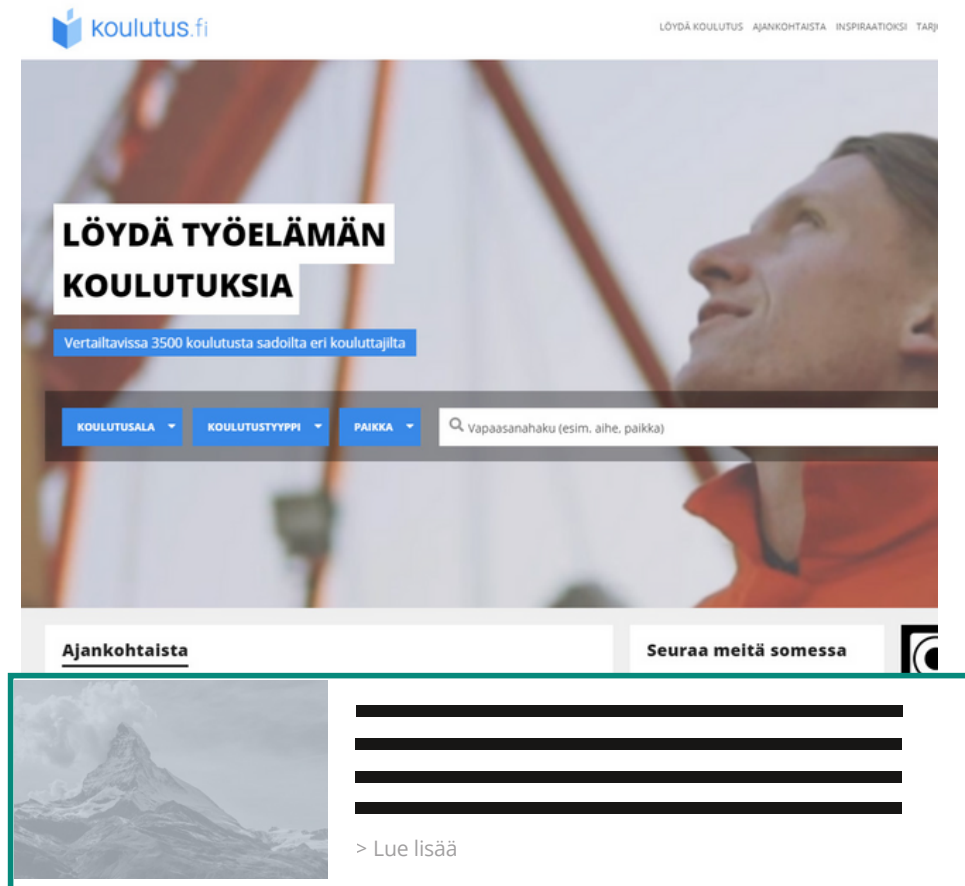 koulutus.fi
LÖYDÄ KOULUTUS AJANKOHTAISTA INSPIRAATIOKSI
LÖYDÄ TYÖELÄMÄN
KOULUTUKSIA
Vertailtavissa 3500 koulutusta sadoilta eri kouluttajilta
KOULUTUSALA KOULUTUSTYYPPI PAIKKA Vapaasanahaku (esim. aihe, paikka)
Ajankohtaista Seuraa meitä somessa
> Lue lisää